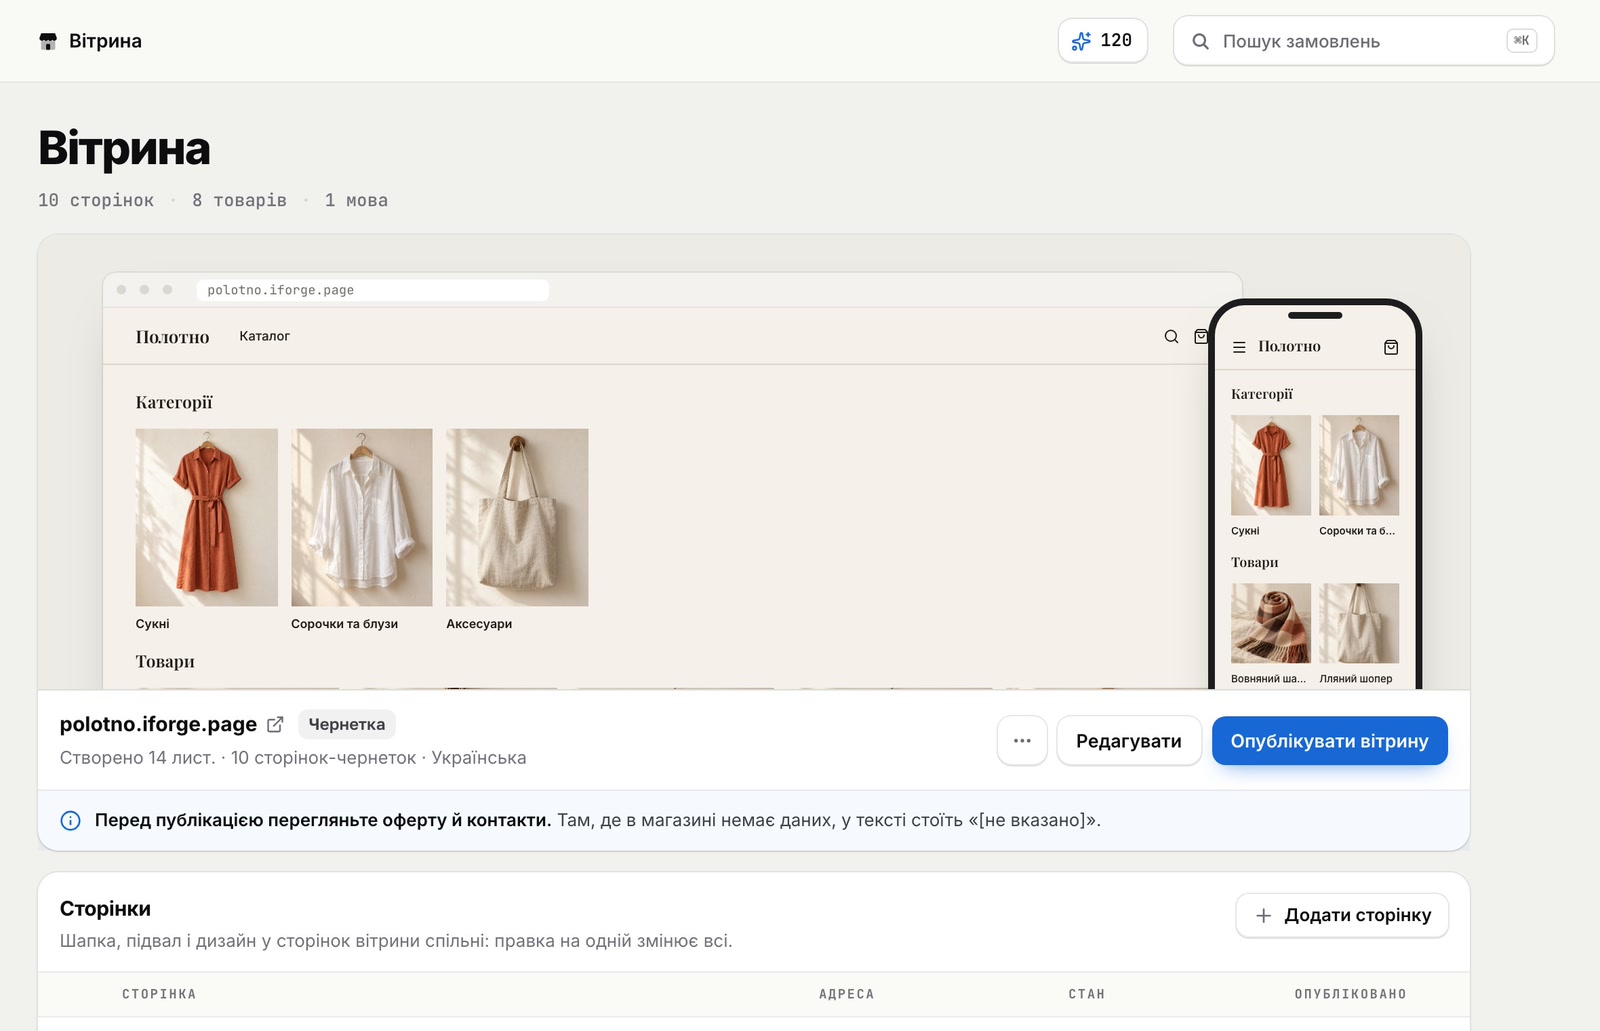 Вітрина
120
Пошук замовлень
⌘K
Вітрина
10 сторінок · 8 товарів · 1 мова
polotno.iforge.page
Полотно
Каталог
Категорії
Сукні
Сорочки та блузи
Аксесуари
Товари
Полотно
Категорії
Сукні
Сорочки та б...
Товари
Вовняний ша...
Лляний шопер
polotno.iforge.page
Чернетка
Створено 14 лист. · 10 сторінок-чернеток · Українська
Редагувати
Опублікувати вітрину
Перед публікацією перегляньте оферту й контакти. Там, де в магазині немає даних, у тексті стоїть «[не вказано]».
Сторінки
Шапка, підвал і дизайн у сторінок вітрини спільні: правка на одній змінює всі.
Додати сторінку
СТОРІНКА
АДРЕСА
СТАН
ОПУБЛІКОВАНО